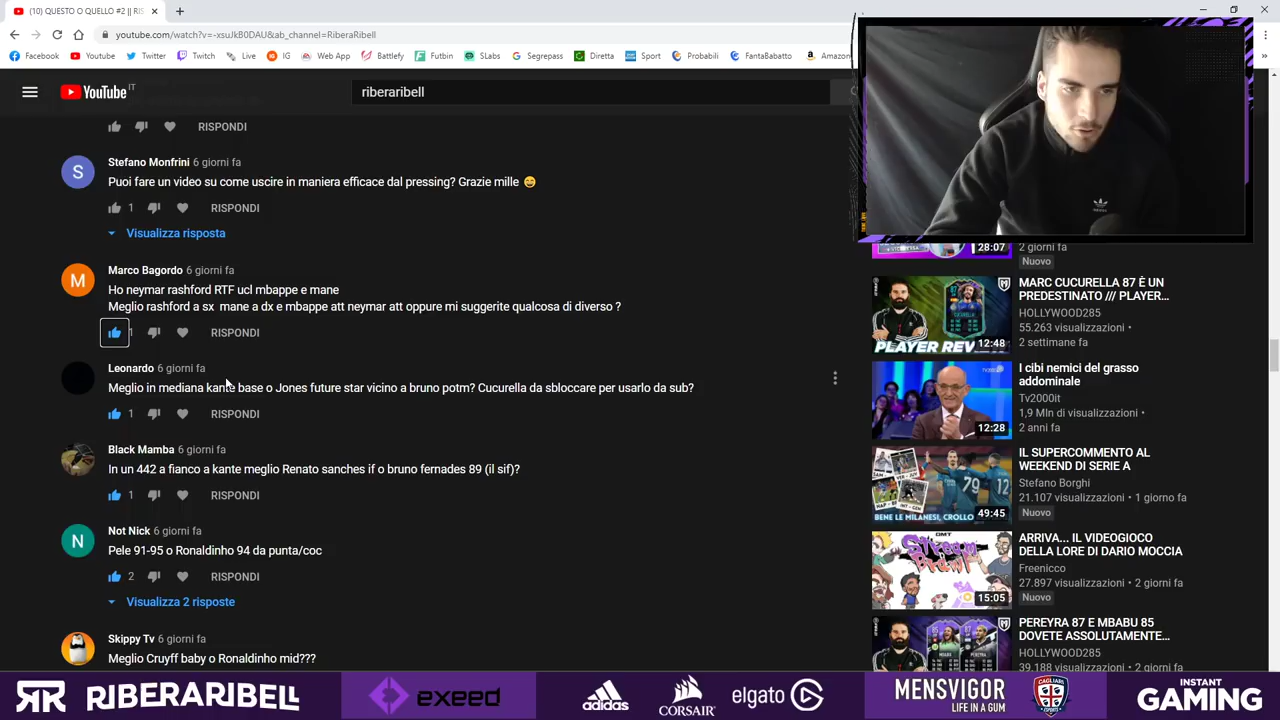 (10) QUESTO O QUELLO #2 || RIS
youtube.com/watch?v=-xsuJkB0DAU&ab_channel=RiberaRibell
Facebook YouTube Twitter Twitch Live IG Web App Battlefy Futbin SLabs Segrepass Diretta Sport Probabili FantaBabatto Amazon
YouTube IT
riberaribell
RISPONDI
Stefano Monfrini 6 giorni fa
Puoi fare un video su come uscire in maniera efficace dal pressing? Grazie mille 😄
1 RISPONDI
Visualizza risposta
Marco Bagordo 6 giorni fa
Ho neymar rashford RTF ucl mbappe e mane
Meglio rashford ax mane a dx e mbappe att neymar att oppure mi suggerite qualcosa di diverso ?
RISPONDI
Leonardo 6 giorni fa
Meglio in mediana kante base o Jones future star vicino a bruno potm? Cucurella da sbloccare per usarlo da sub?
1 RISPONDI
Black Mamba 6 giorni fa
In un 442 a fianco a kante meglio Renato sanches if o bruno fernades 89 (il sif)?
1 RISPONDI
Not Nick 6 giorni fa
Pele 91-95 o Ronaldinho 94 da punta/coc
2 RISPONDI
Visualizza 2 risposte
Skippy Tv 6 giorni fa
Meglio Cruyff baby o Ronaldinho mid???
28:07
2 giorni fa
Nuovo
PLAYER REV
12:48
MARC CUCURELLA 87 È UN
PREDESTINATO /// PLAYER...
HOLLYWOOD285
55.263 visualizzazioni •
2 settimane fa
12:28
I cibi nemici del grasso
addominale
Tv2000it
1,9 Mln di visualizzazioni •
2 anni fa
BENE LE MILANESI, CROLLO
49:45
IL SUPERCOMMENTO AL
WEEKEND DI SERIE A
Stefano Borghi
21.107 visualizzazioni • 1 giorno fa
Nuovo
15:05
ARRIVA... IL VIDEOGIOCO
DELLA LORE DI DARIO MOCCIA
Freenicco
27.897 visualizzazioni • 2 giorni fa
Nuovo
PEREYRA 87 E MBABU 85
DOVETE ASSOLUTAMENTE...
HOLLYWOOD285
39.188 visualizzazioni • 2 giorni fa
RR RIBERARIBELL
exeed
adidas
CORSAIR
elgato
MENSVIGOR
LIFE IN A GUM
CAGLIARI
INSTANT
GAMING